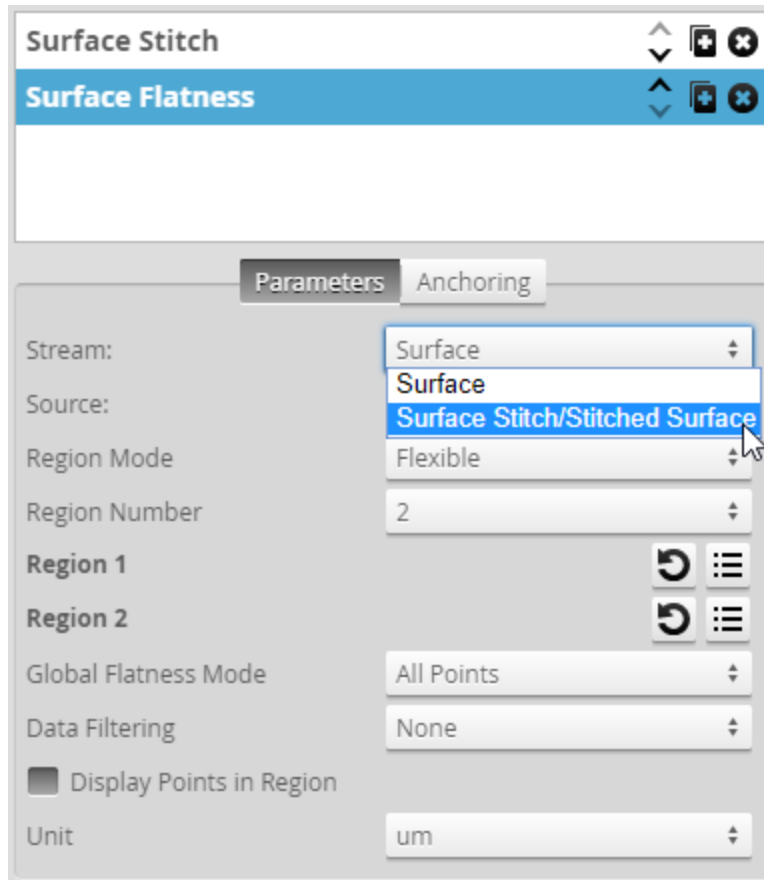 Surface Stitch
Surface Flatness
Parameters Anchoring
Stream: Surface
Surface
Source:
Surface Stitch/Stitched Surface
Region Mode Flexible
Region Number 2
Region 1
Region 2
Global Flatness Mode All Points
Data Filtering None
Display Points in Region
Unit um